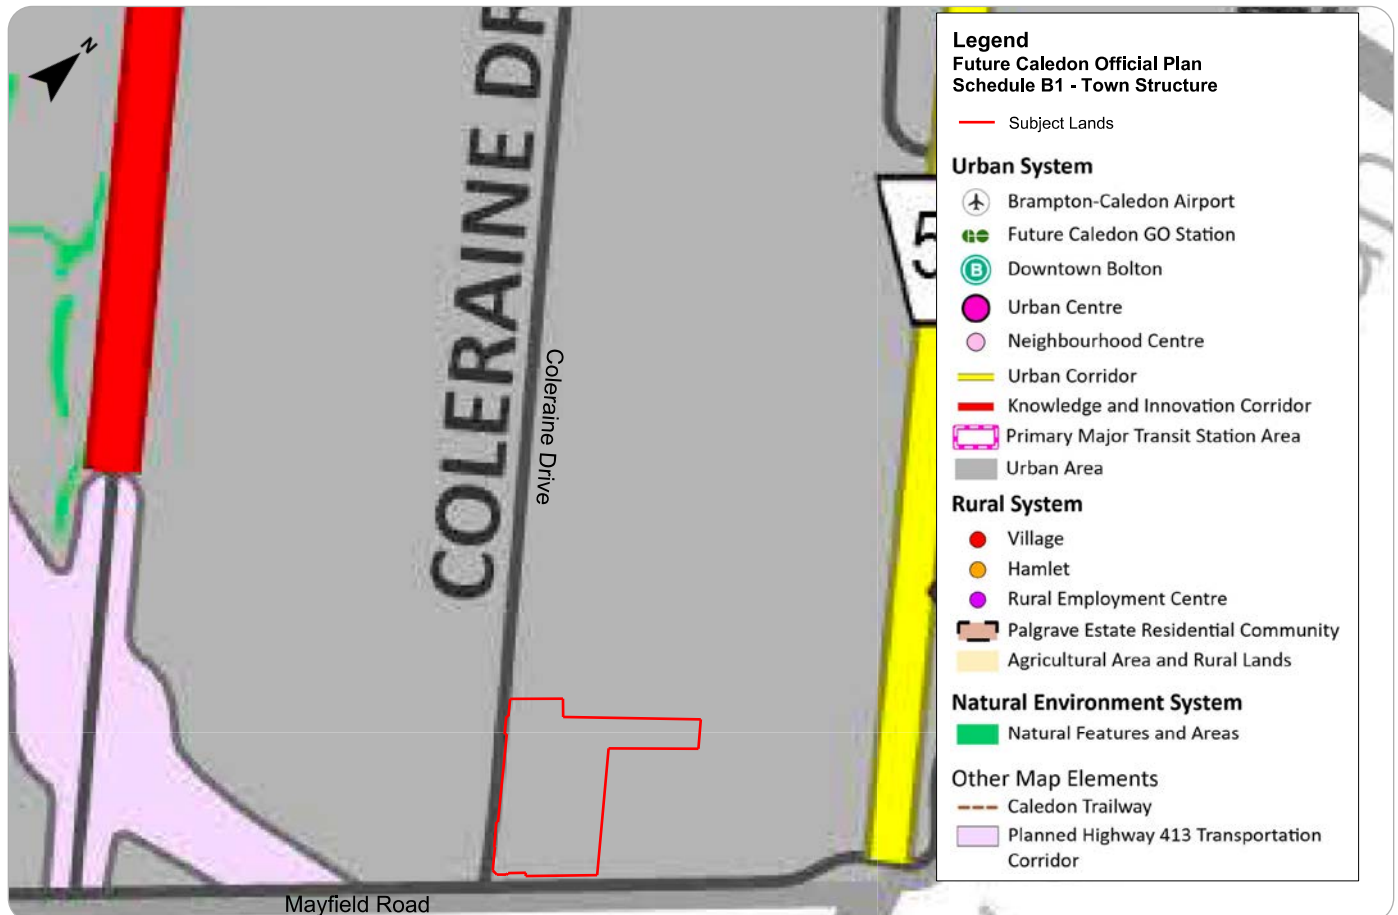 N
COLERAINE DR
Coleraine Drive
5
Mayfield Road
Legend
Future Caledon Official Plan
Schedule B1 - Town Structure
Subject Lands
Urban System
Brampton-Caledon Airport
GO
Future Caledon GO Station
B
Downtown Bolton
Urban Centre
Neighbourhood Centre
Urban Corridor
Knowledge and Innovation Corridor
Primary Major Transit Station Area
Urban Area
Rural System
Village
Hamlet
Rural Employment Centre
Palgrave Estate Residential Community
Agricultural Area and Rural Lands
Natural Environment System
Natural Features and Areas
Other Map Elements
Caledon Trailway
Planned Highway 413 Transportation
Corridor